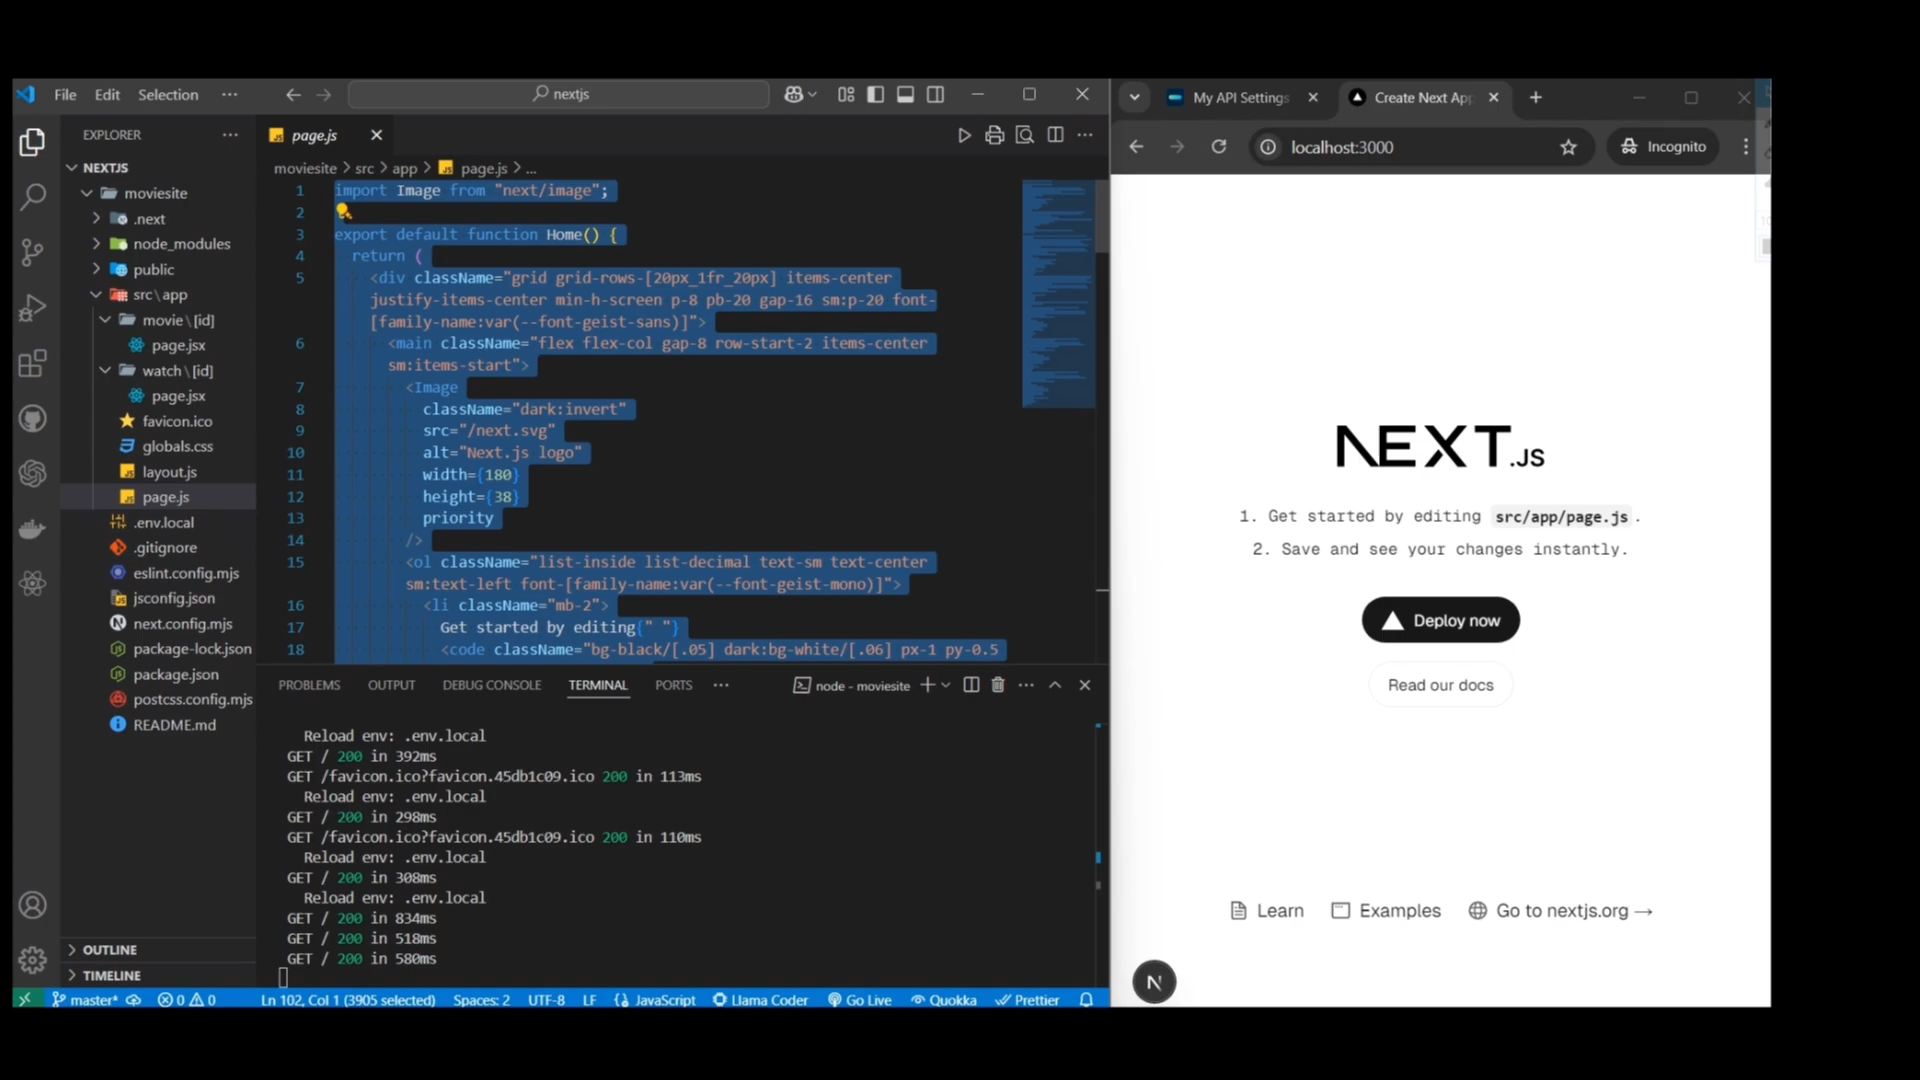 File Edit Selection ··· nextjs
EXPLORER ···
NEXTJS
moviesite
.next
node_modules
public
src\app
movie\[id]
page.jsx
watch\[id]
page.jsx
favicon.ico
globals.css
layout.js
page.js
.env.local
.gitignore
eslint.config.mjs
jsconfig.json
next.config.mjs
package-lock.json
package.json
postcss.config.mjs
README.md
OUTLINE
TIMELINE
page.js
moviesite > src > app > page.js > ...
1 import Image from "next/image";
2
3 export default function Home() {
4 return (
5 <div className="grid grid-rows-[20px_1fr_20px] items-center
justify-items-center min-h-screen p-8 pb-20 gap-16 sm:p-20 font-
[family-name:var(--font-geist-sans)]">
6 <main className="flex flex-col gap-8 row-start-2 items-center
sm:items-start">
7 <Image
8 className="dark:invert"
9 src="/next.svg"
10 alt="Next.js logo"
11 width={180}
12 height={38}
13 priority
14 />
15 <ol className="list-inside list-decimal text-sm text-center
sm:text-left font-[family-name:var(--font-geist-mono)]">
16 <li className="mb-2">
17 Get started by editing{" "}
18 <code className="bg-black/[.05] dark:bg-white/[.06] px-1 py-0.5
PROBLEMS OUTPUT DEBUG CONSOLE TERMINAL PORTS ··· node - moviesite
Reload env: .env.local
GET / 200 in 392ms
GET /favicon.ico?favicon.45db1c09.ico 200 in 113ms
Reload env: .env.local
GET / 200 in 298ms
GET /favicon.ico?favicon.45db1c09.ico 200 in 110ms
Reload env: .env.local
GET / 200 in 308ms
Reload env: .env.local
GET / 200 in 834ms
GET / 200 in 518ms
GET / 200 in 580ms
master* 0 0 Ln 102, Col 1 (3905 selected) Spaces: 2 UTF-8 LF JavaScript Llama Coder Go Live Quokka Prettier
My API Settings Create Next App
localhost:3000 Incognito
NEXT.JS
1. Get started by editing src/app/page.js.
2. Save and see your changes instantly.
Deploy now
Read our docs
Learn Examples Go to nextjs.org →
N